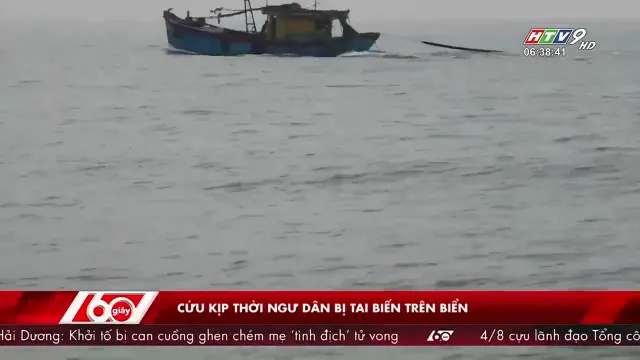 HTV9 HD
06:38:41
60 giây
CỨU KỊP THỜI NGƯ DÂN BỊ TAI BIẾN TRÊN BIỂN
Hải Dương: Khởi tố bị can cuồng ghen chém mẹ 'tình địch' tử vong 60 4/8 cựu lãnh đạo Tổng cô